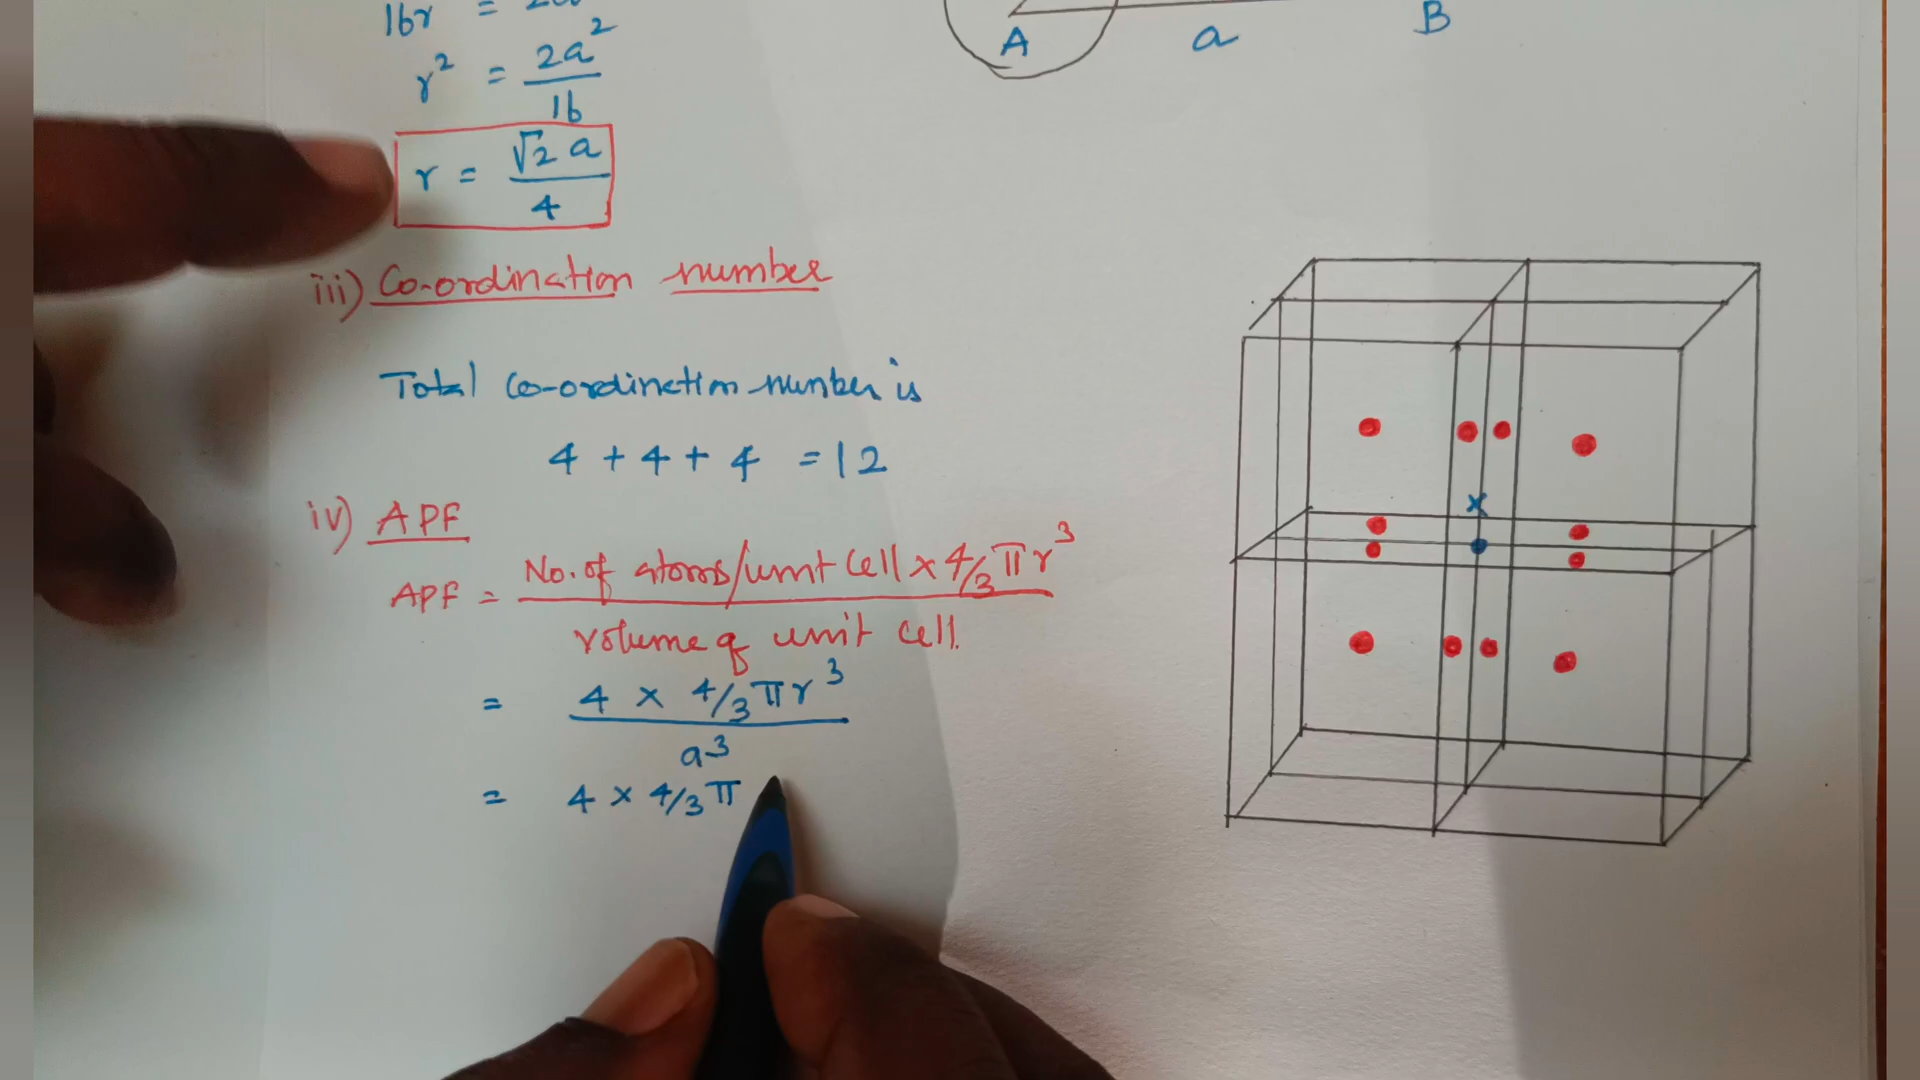 16r =
r² = 2a²/16
r = √2 a/4
A a B
iii) Co-ordination number
Total Co-ordination number is
4 + 4 + 4 = 12
iv) APF
APF = No. of atoms/unit cell × 4/3 π r³
volume of unit cell.
= 4 × 4/3 π r³
a³
= 4 × 4/3 π
x